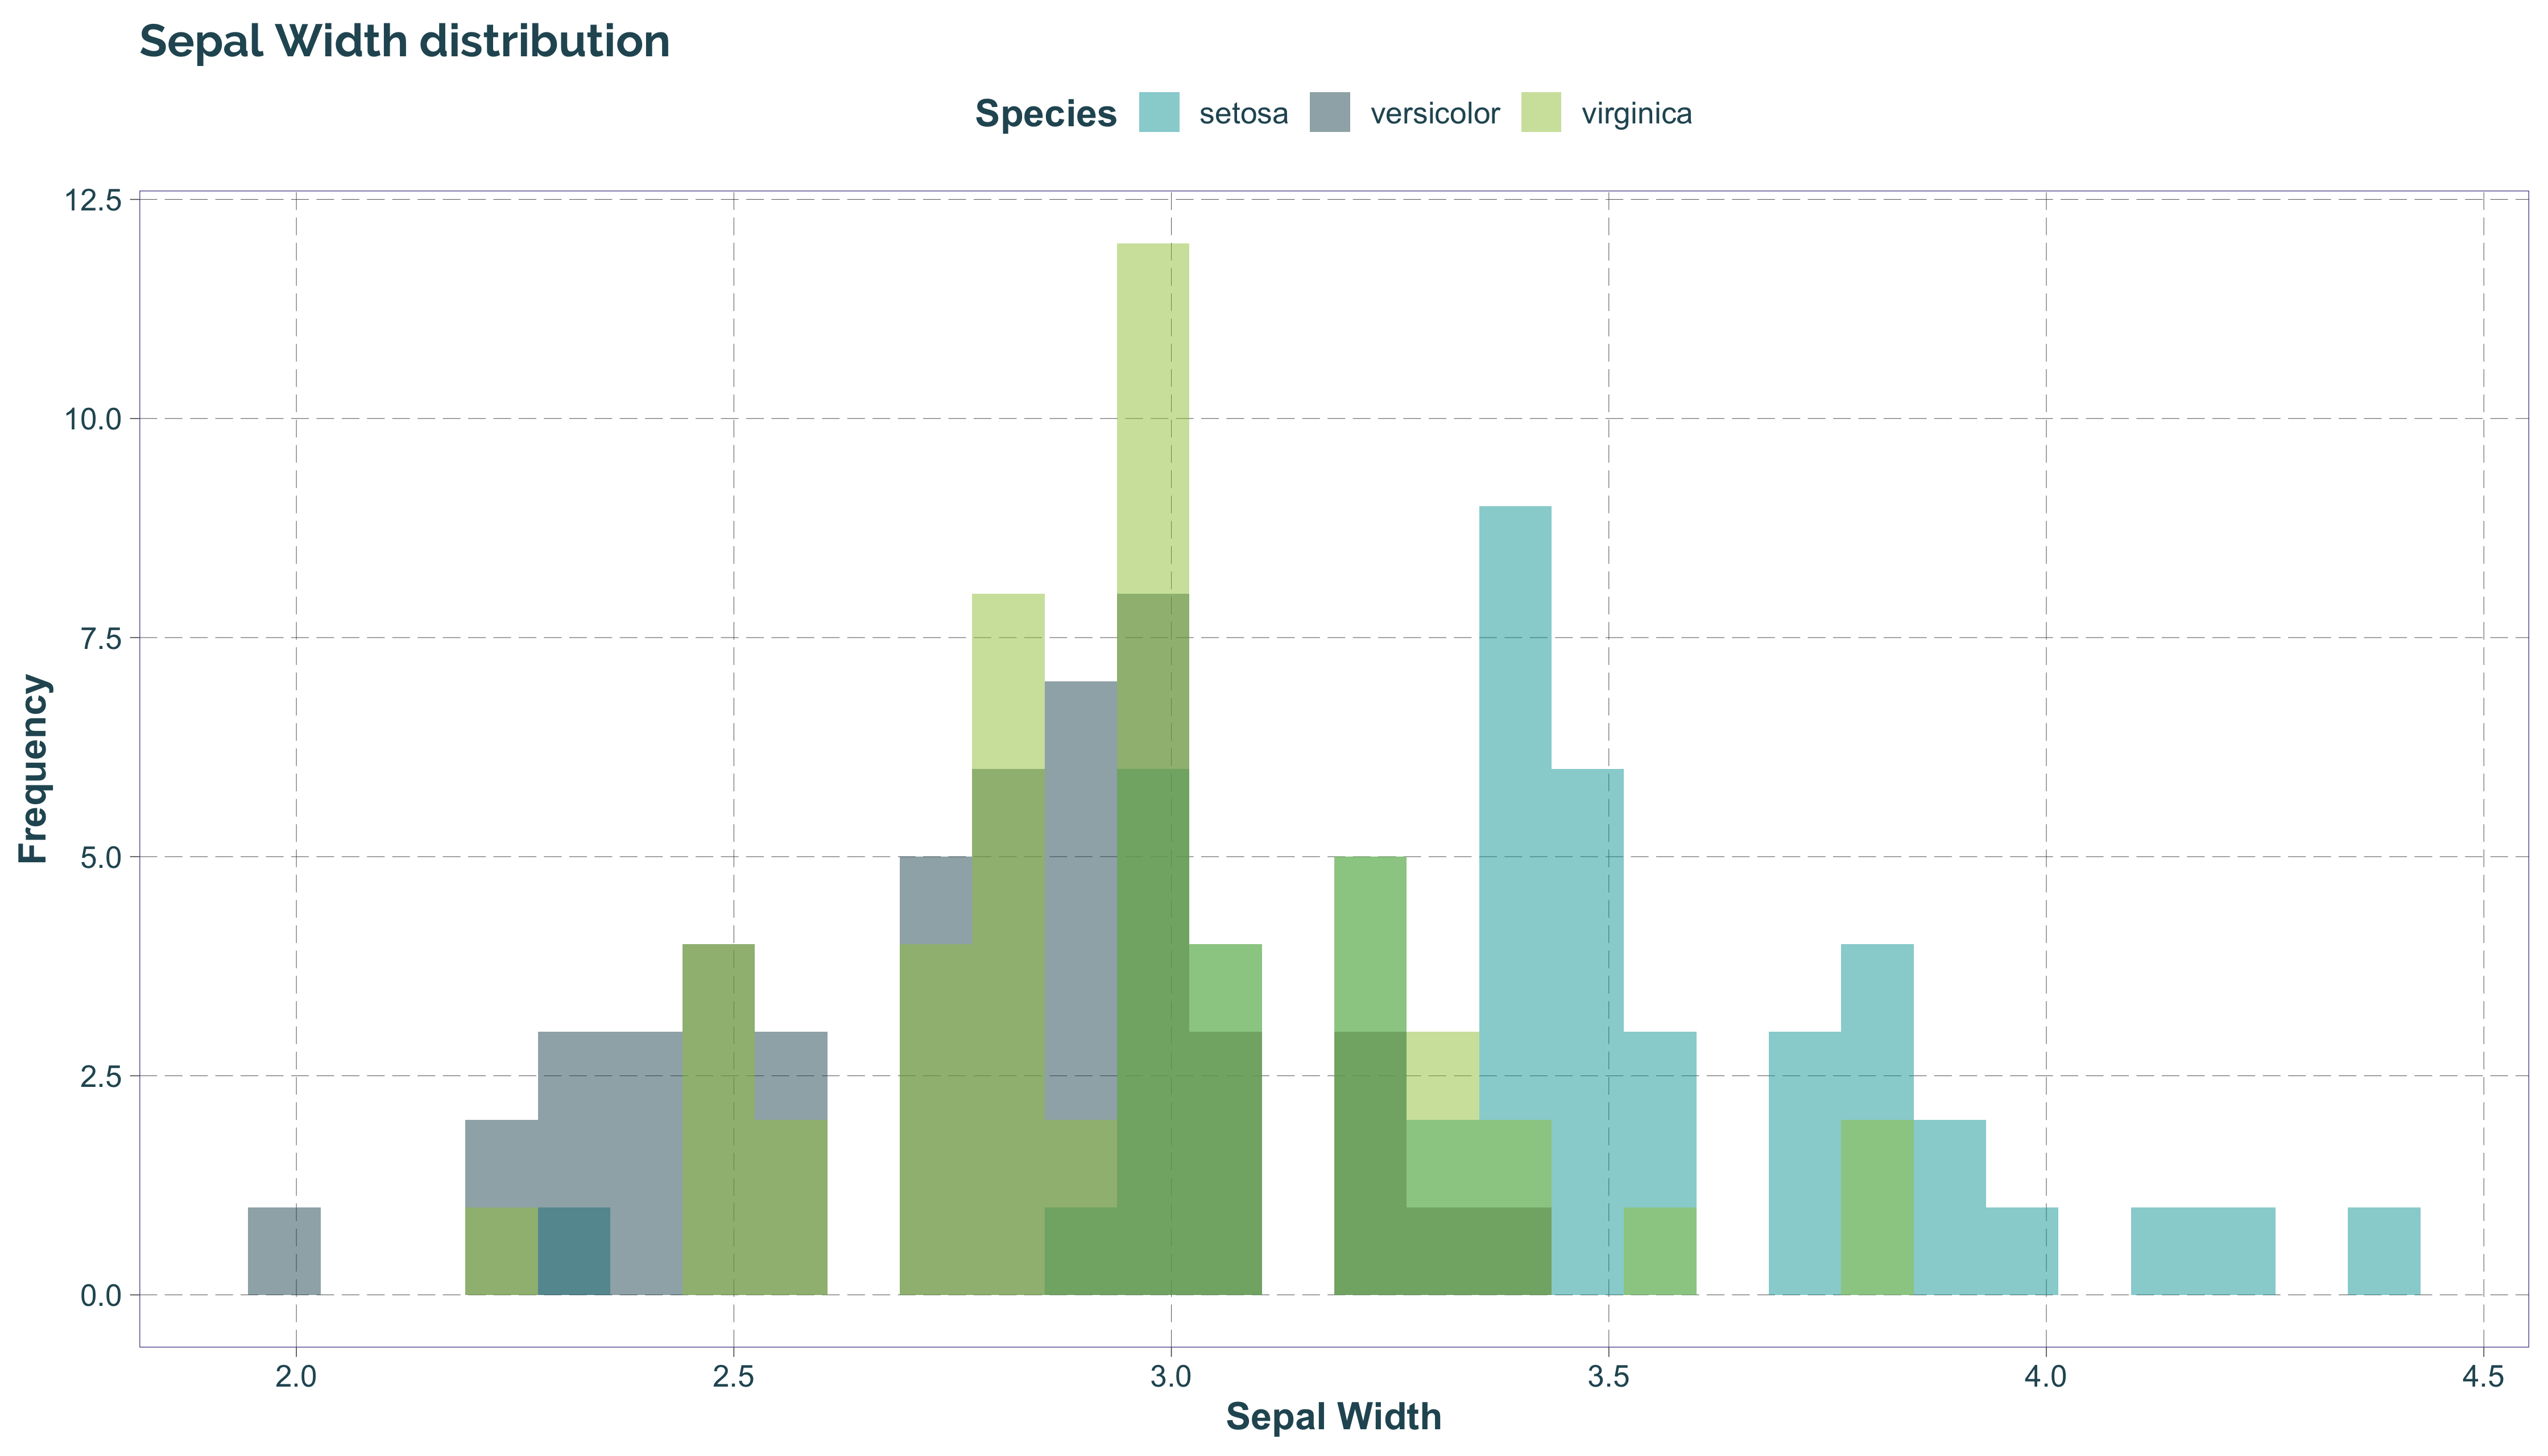 Sepal Width distribution
Species setosa versicolor virginica
12.5
10.0
7.5
5.0
2.5
0.0
Frequency
2.0 2.5 3.0 3.5 4.0 4.5
Sepal Width